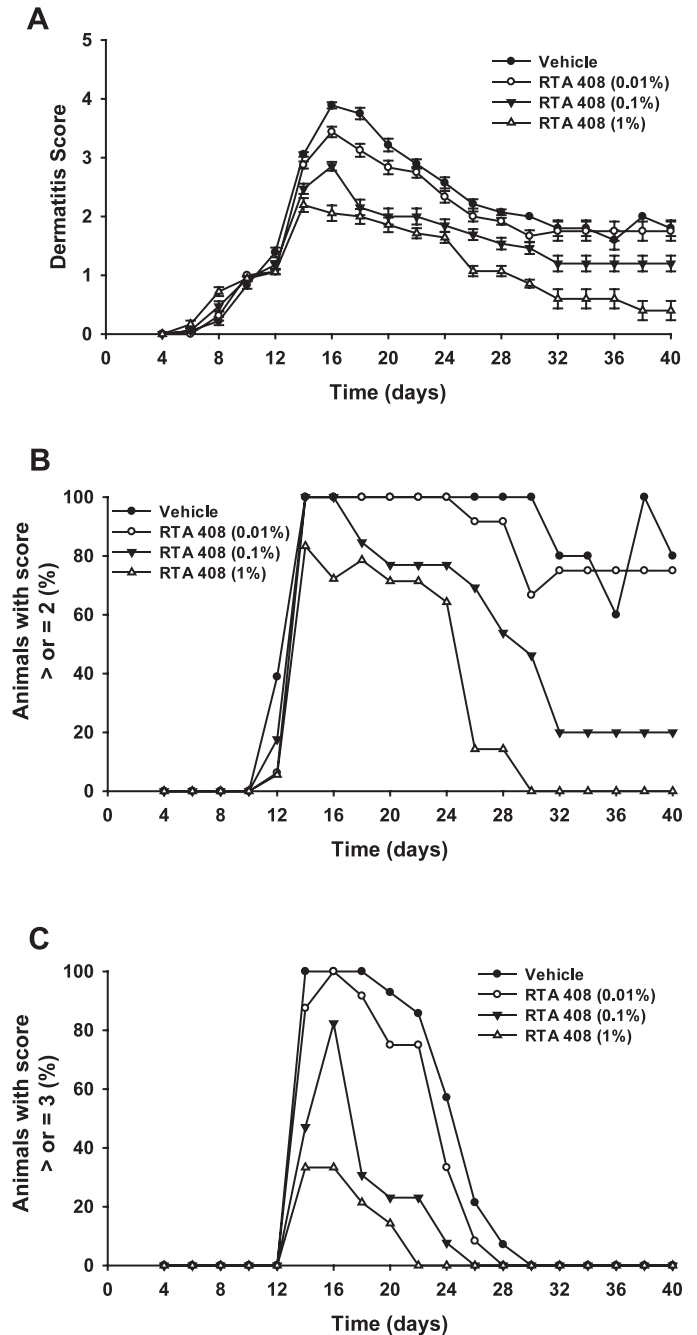 A
5
4
3
2
1
0
Dermatitis Score
Vehicle
RTA 408 (0.01%)
RTA 408 (0.1%)
RTA 408 (1%)
0 4 8 12 16 20 24 28 32 36 40
Time (days)
B
100
80
60
40
20
0
Animals with score
> or = 2 (%)
Vehicle
RTA 408 (0.01%)
RTA 408 (0.1%)
RTA 408 (1%)
0 4 8 12 16 20 24 28 32 36 40
Time (days)
C
100
80
60
40
20
0
Animals with score
> or = 3 (%)
Vehicle
RTA 408 (0.01%)
RTA 408 (0.1%)
RTA 408 (1%)
0 4 8 12 16 20 24 28 32 36 40
Time (days)